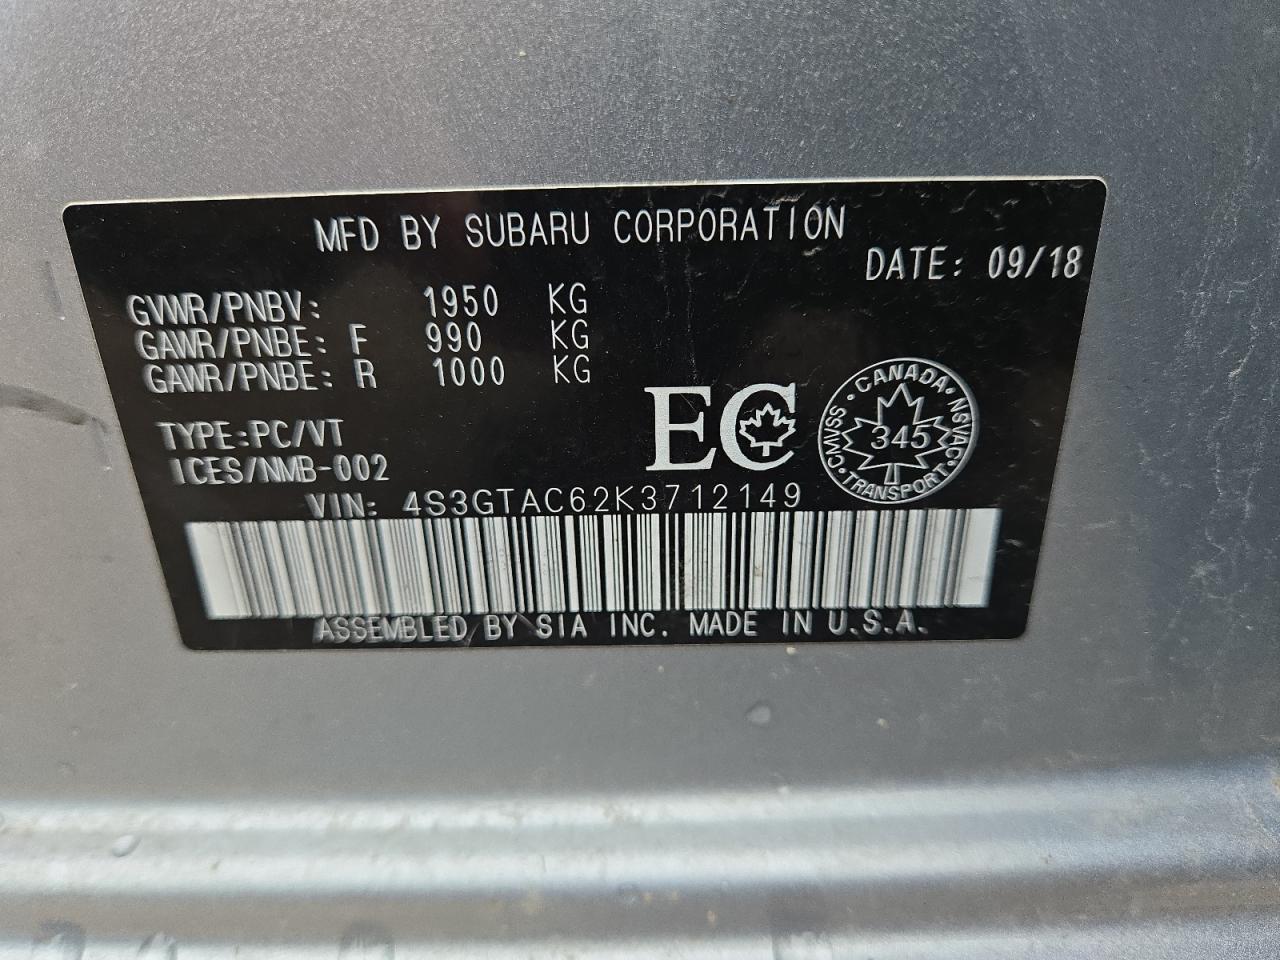 MFD BY SUBARU CORPORATION
DATE: 09/18
GVWR/PNBV: 1950 KG
GAWR/PNBE: F 990 KG
GAWR/PNBE: R 1000 KG
TYPE:PC/VT
ICES/NMB-002
EC
CANADA · NSVAC · TRANSPORT · CMVSS ·
345
VIN: 4S3GTAC62K3712149
ASSEMBLED BY SIA INC. MADE IN U.S.A.